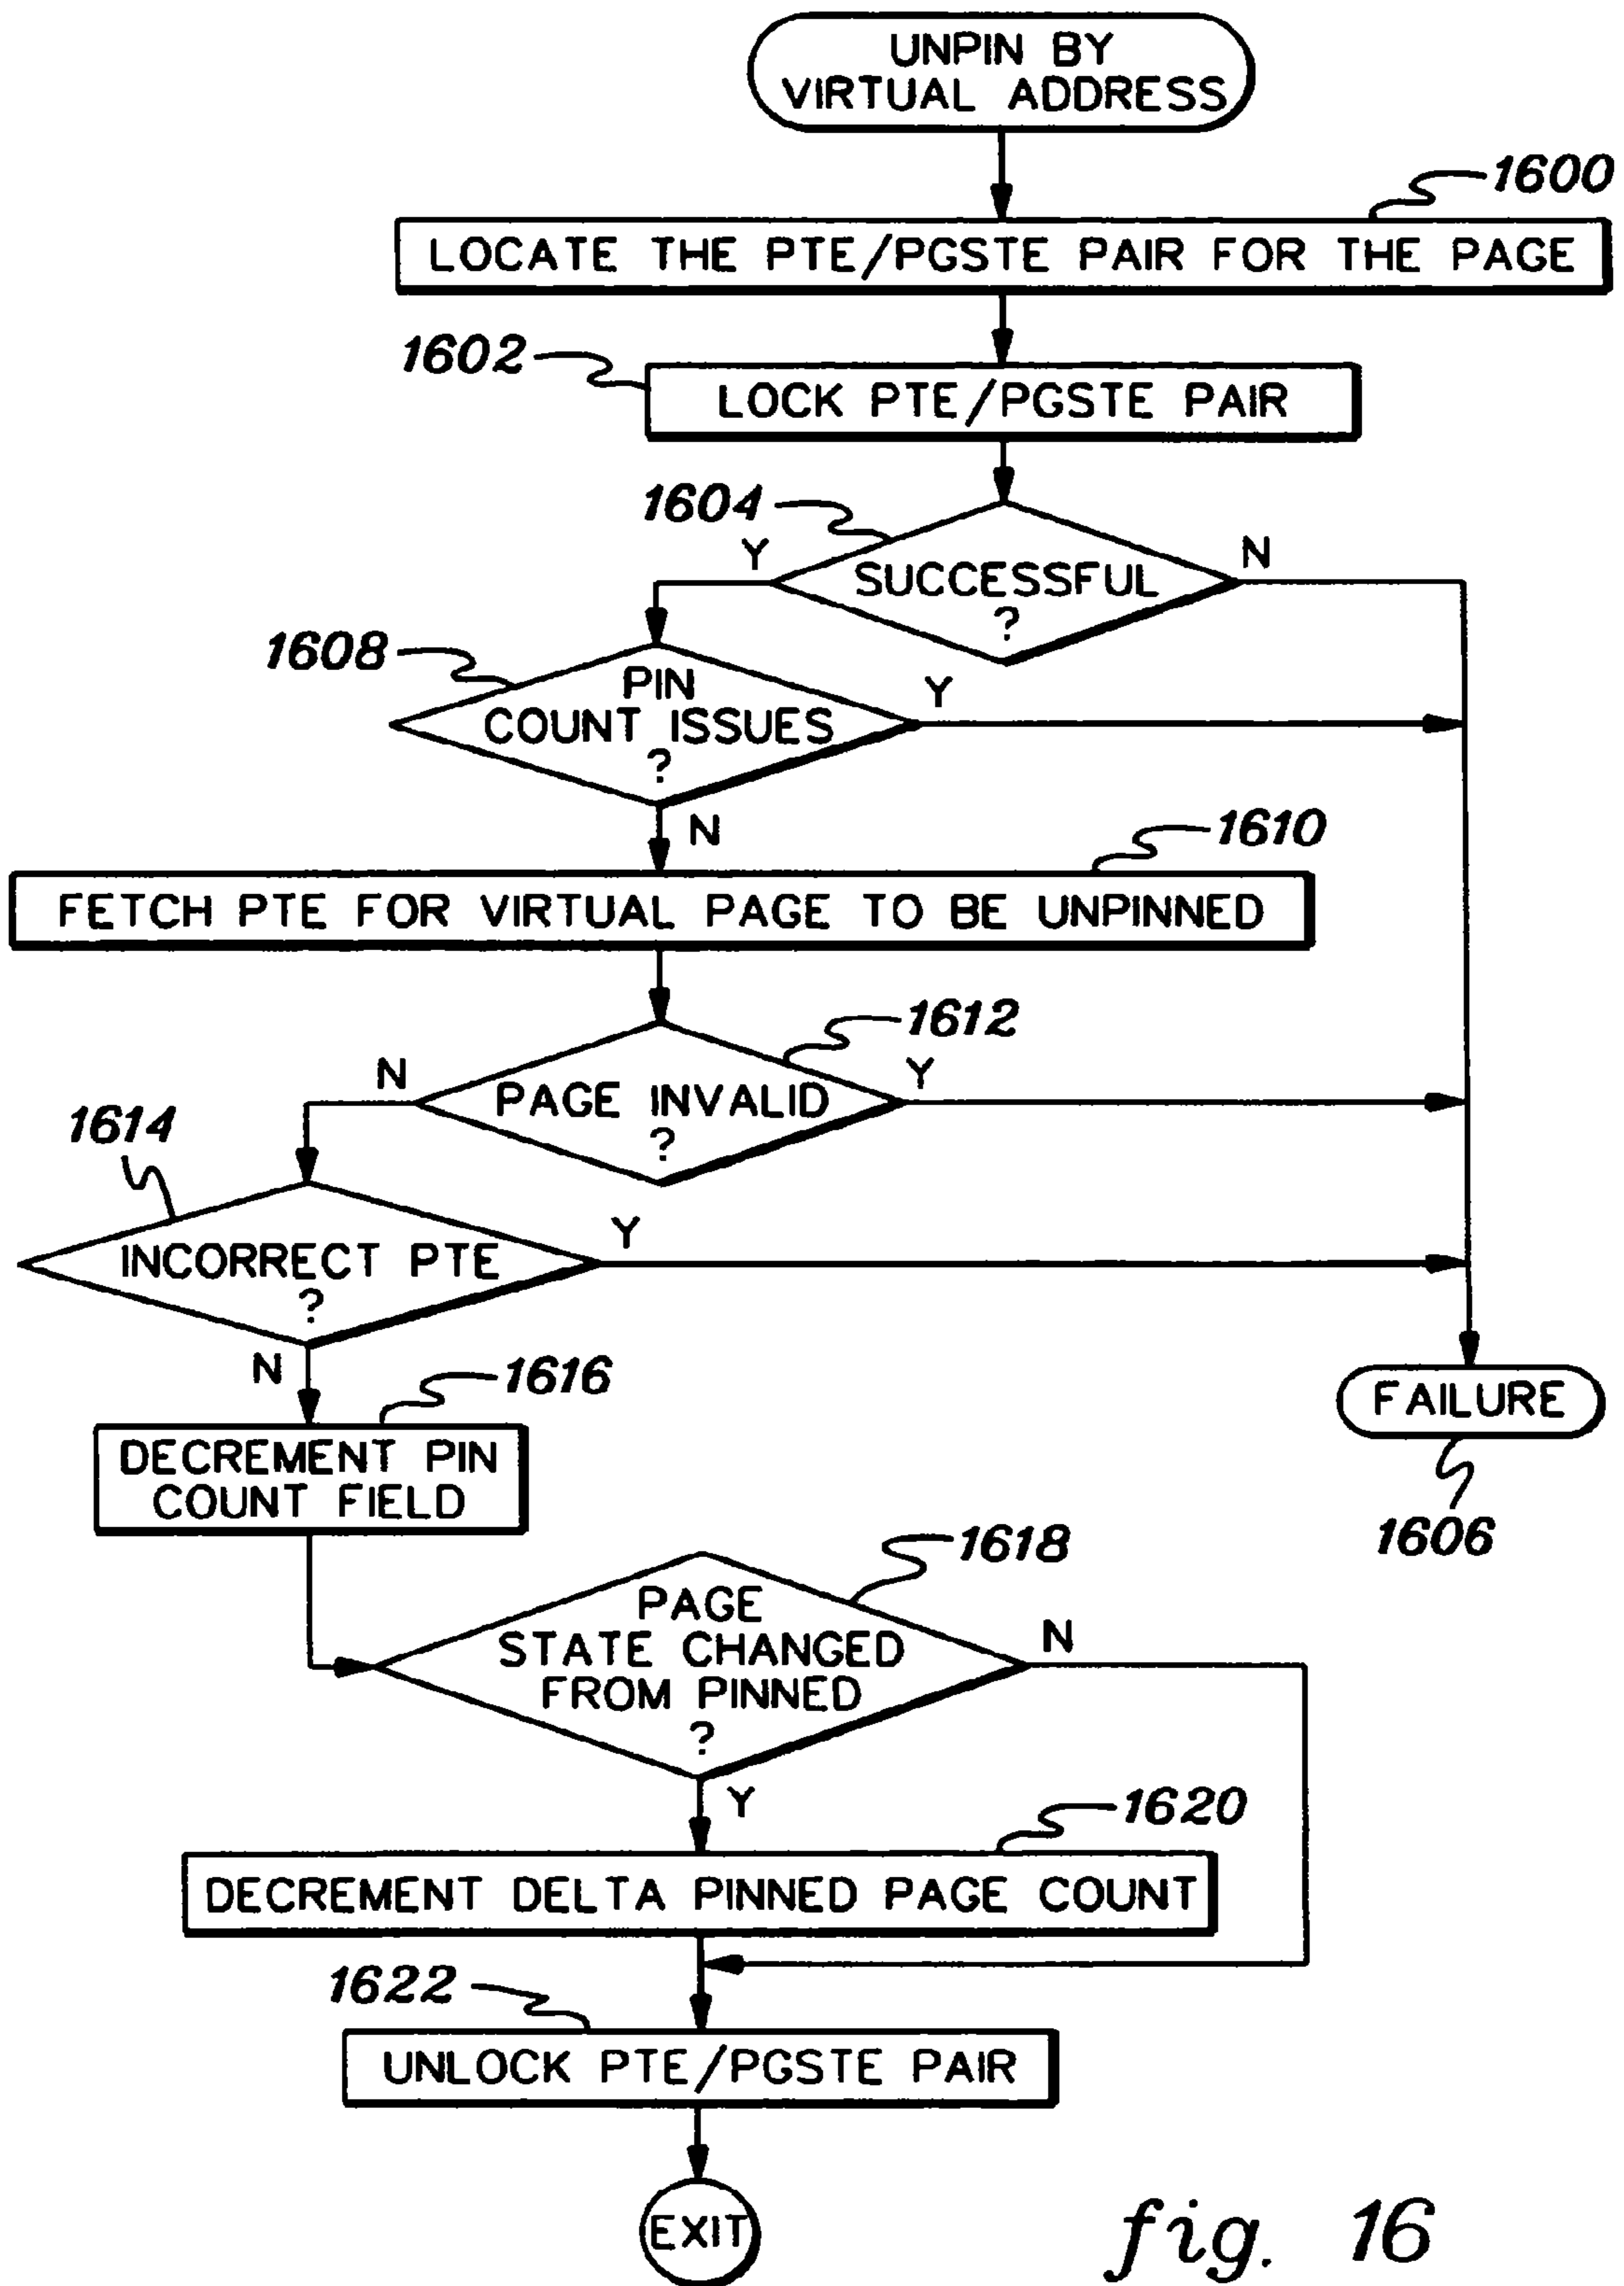 UNPIN BY
VIRTUAL ADDRESS
1600
LOCATE THE PTE/PGSTE PAIR FOR THE PAGE
1602
LOCK PTE/PGSTE PAIR
1604
Y
N
SUCCESSFUL
?
1608
PIN
COUNT ISSUES
?
Y
N
1610
FETCH PTE FOR VIRTUAL PAGE TO BE UNPINNED
1612
N
Y
PAGE INVALID
?
1614
INCORRECT PTE
?
Y
N
1616
DECREMENT PIN
COUNT FIELD
FAILURE
1606
1618
PAGE
STATE CHANGED
FROM PINNED
?
N
Y
1620
DECREMENT DELTA PINNED PAGE COUNT
1622
UNLOCK PTE/PGSTE PAIR
EXIT
fig. 16